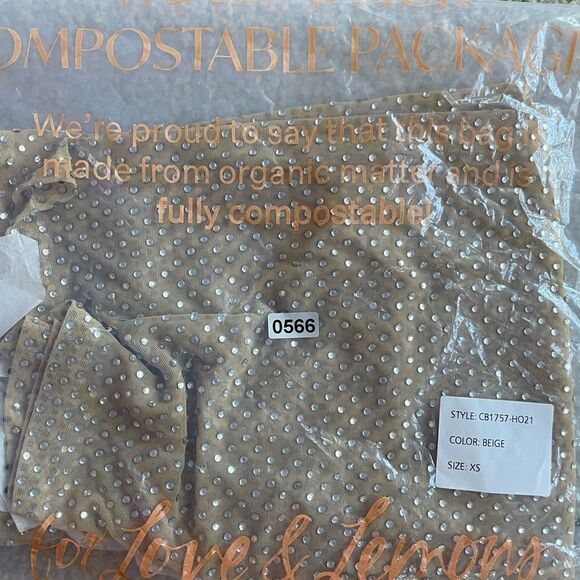 COMPOSTABLE PACKAGI
We're proud to say that this bag i
made from organic matter and is
fully compostable!
0566
STYLE: CB1757-HO21
COLOR: BEIGE
SIZE: XS
for Love & Lemons